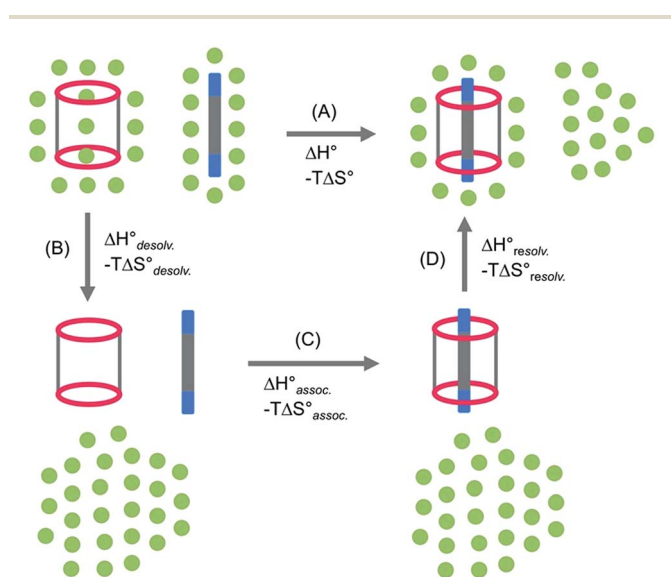 (A)
ΔH°
-TΔS°
(B)
ΔH°desolv.
-TΔS°desolv.
(D)
ΔH°resolv.
-TΔS°resolv.
(C)
ΔH°assoc.
-TΔS°assoc.